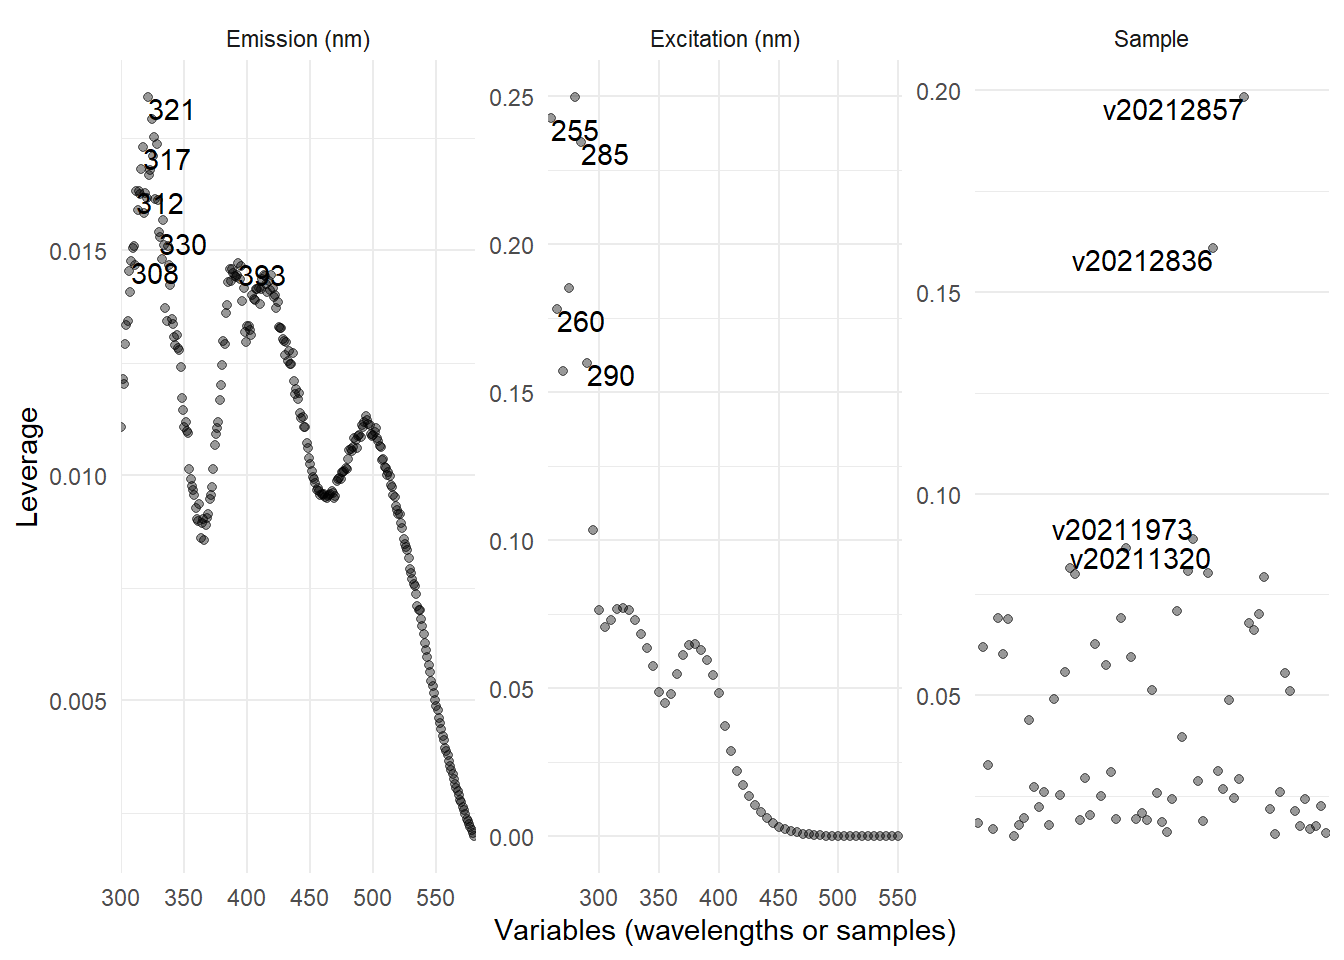 Emission (nm)
Excitation (nm)
Sample
Leverage
0.015
0.010
0.005
321
317
312
330
308
393
300 350 400 450 500 550
0.25
0.20
0.15
0.10
0.05
0.00
255
285
260
290
300 350 400 450 500 550
0.20
0.15
0.10
0.05
v20212857
v20212836
v20211973
v20211320
Variables (wavelengths or samples)